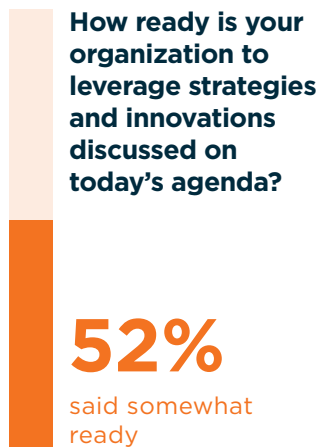 How ready is your
organization to
leverage strategies
and innovations
discussed on
today’s agenda?
52%
said somewhat
ready